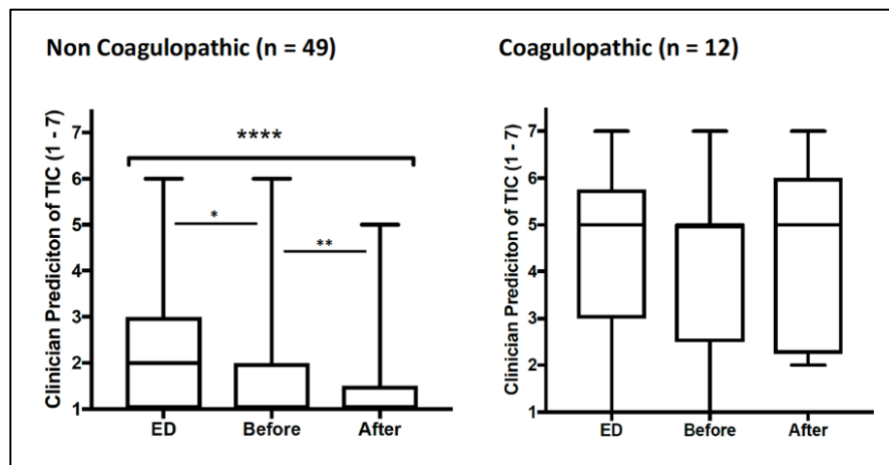 Non Coagulopathic (n = 49)
Clinician Prediciton of TIC (1 - 7)
7
6
5
4
3
2
1
****
*
**
ED Before After
Coagulopathic (n = 12)
Clinician Prediciton of TIC (1 - 7)
7
6
5
4
3
2
1
ED Before After